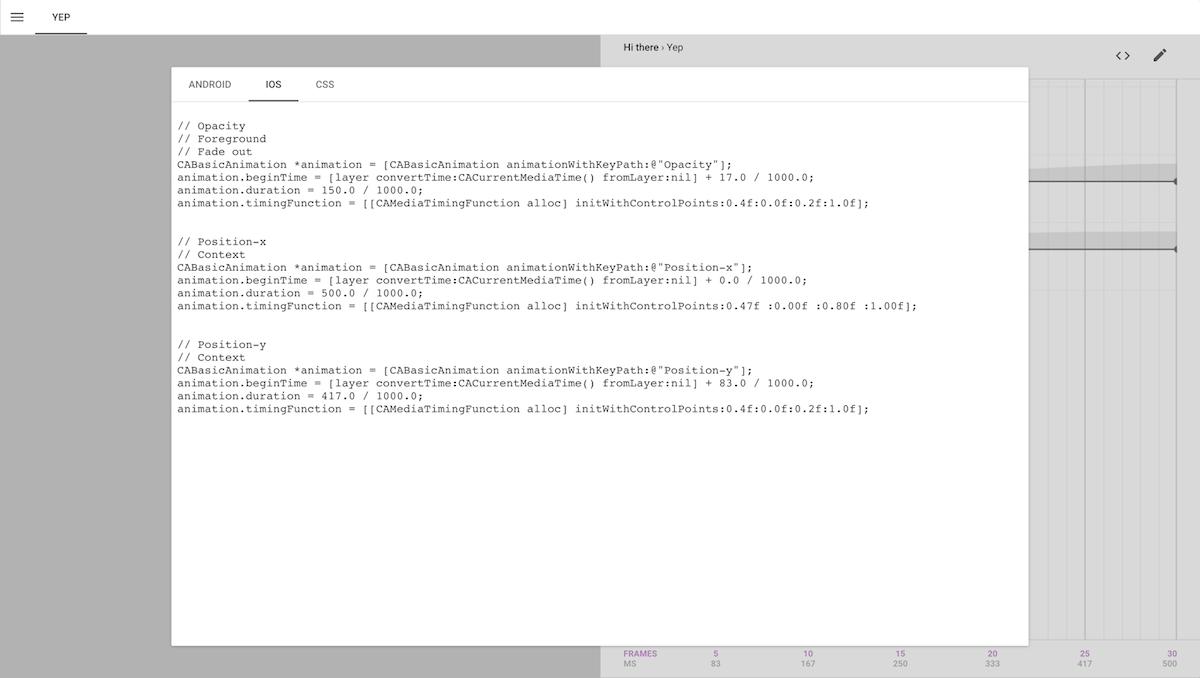 YEP
Hi there › Yep
ANDROID IOS CSS
// Opacity
// Foreground
// Fade out
CABasicAnimation *animation = [CABasicAnimation animationWithKeyPath:@"Opacity"];
animation.beginTime = [layer convertTime:CACurrentMediaTime() fromLayer:nil] + 17.0 / 1000.0;
animation.duration = 150.0 / 1000.0;
animation.timingFunction = [[CAMediaTimingFunction alloc] initWithControlPoints:0.4f:0.0f:0.2f:1.0f];
// Position-x
// Context
CABasicAnimation *animation = [CABasicAnimation animationWithKeyPath:@"Position-x"];
animation.beginTime = [layer convertTime:CACurrentMediaTime() fromLayer:nil] + 0.0 / 1000.0;
animation.duration = 500.0 / 1000.0;
animation.timingFunction = [[CAMediaTimingFunction alloc] initWithControlPoints:0.47f :0.00f :0.80f :1.00f];
// Position-y
// Context
CABasicAnimation *animation = [CABasicAnimation animationWithKeyPath:@"Position-y"];
animation.beginTime = [layer convertTime:CACurrentMediaTime() fromLayer:nil] + 83.0 / 1000.0;
animation.duration = 417.0 / 1000.0;
animation.timingFunction = [[CAMediaTimingFunction alloc] initWithControlPoints:0.4f:0.0f:0.2f:1.0f];
FRAMES 5 10 15 20 25 30
MS 83 167 250 333 417 500